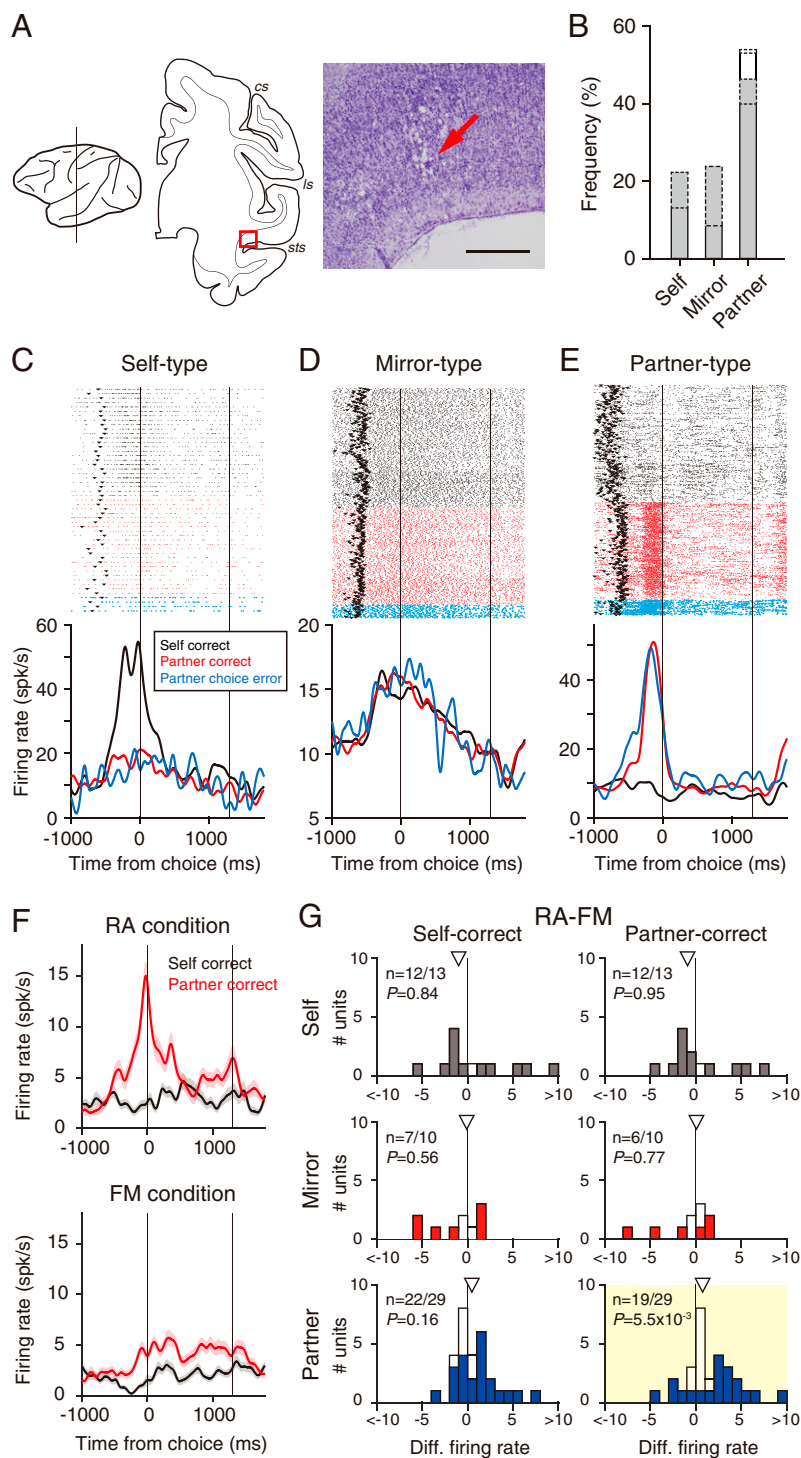 A
cs
ls
sts
B
Frequency (%)
60
40
20
0
Self
Mirror
Partner
C
Self-type
D
Mirror-type
E
Partner-type
Firing rate (spk/s)
60
40
20
0
Self correct
Partner correct
Partner choice error
-1000
0
1000
Time from choice (ms)
20
15
10
5
-1000
0
1000
Time from choice (ms)
40
20
0
-1000
0
1000
Time from choice (ms)
F
RA condition
Self correct
Partner correct
Firing rate (spk/s)
15
10
5
0
-1000
0
1000
FM condition
Firing rate (spk/s)
15
10
5
0
-1000
0
1000
Time from choice (ms)
G
RA-FM
Self-correct
Partner-correct
Self
# units
10
5
0
n=12/13
P=0.84
<-10
-5
0
5
>10
10
5
0
n=12/13
P=0.95
<-10
-5
0
5
>10
Mirror
# units
10
5
0
n=7/10
P=0.56
<-10
-5
0
5
>10
10
5
0
n=6/10
P=0.77
<-10
-5
0
5
>10
Partner
# units
10
5
0
n=22/29
P=0.16
<-10
-5
0
5
>10
Diff. firing rate
10
5
0
n=19/29
P=5.5x10⁻³
<-10
-5
0
5
>10
Diff. firing rate